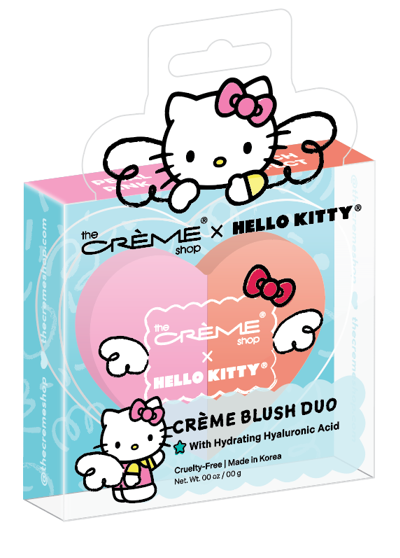 the CRÈME shop® × HELLO KITTY®
the CRÈME shop
×
HELLO KITTY®
CRÈME BLUSH DUO
With Hydrating Hyaluronic Acid
Cruelty-Free | Made in Korea
Net Wt. 00 oz / 00 g
@thecremeshop
thecremeshop.com